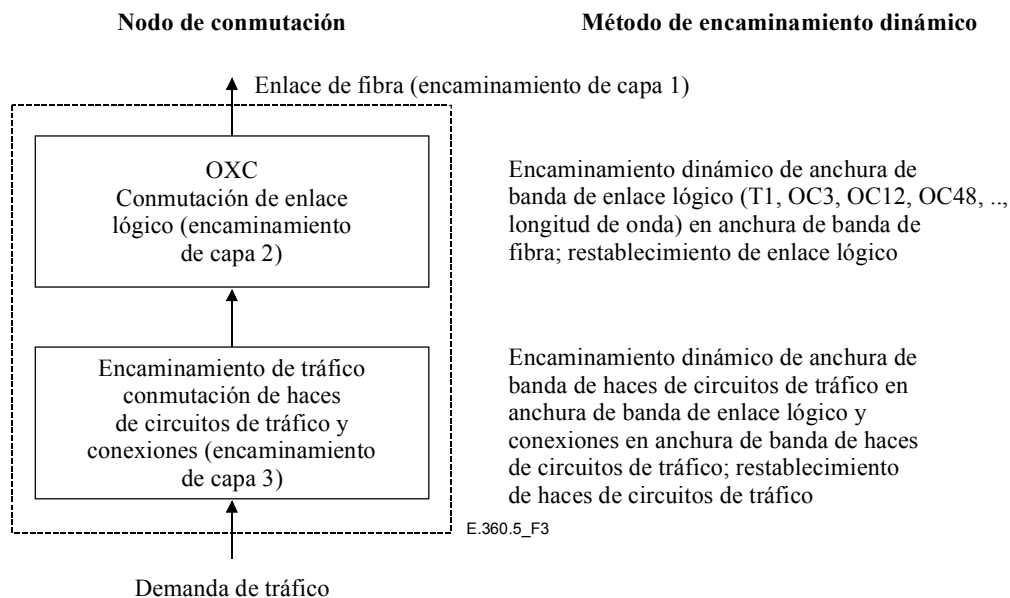 Nodo de conmutación
Método de encaminamiento dinámico
Enlace de fibra (encaminamiento de capa 1)
OXC
Conmutación de enlace
lógico (encaminamiento
de capa 2)
Encaminamiento dinámico de anchura de
banda de enlace lógico (T1, OC3, OC12, OC48, ..,
longitud de onda) en anchura de banda de
fibra; restablecimiento de enlace lógico
Encaminamiento de tráfico
conmutación de haces
de circuitos de tráfico y
conexiones (encaminamiento
de capa 3)
Encaminamiento dinámico de anchura de
banda de haces de circuitos de tráfico en
anchura de banda de enlace lógico y
conexiones en anchura de banda de haces
de circuitos de tráfico; restablecimiento
de haces de circuitos de tráfico
E.360.5_F3
Demanda de tráfico